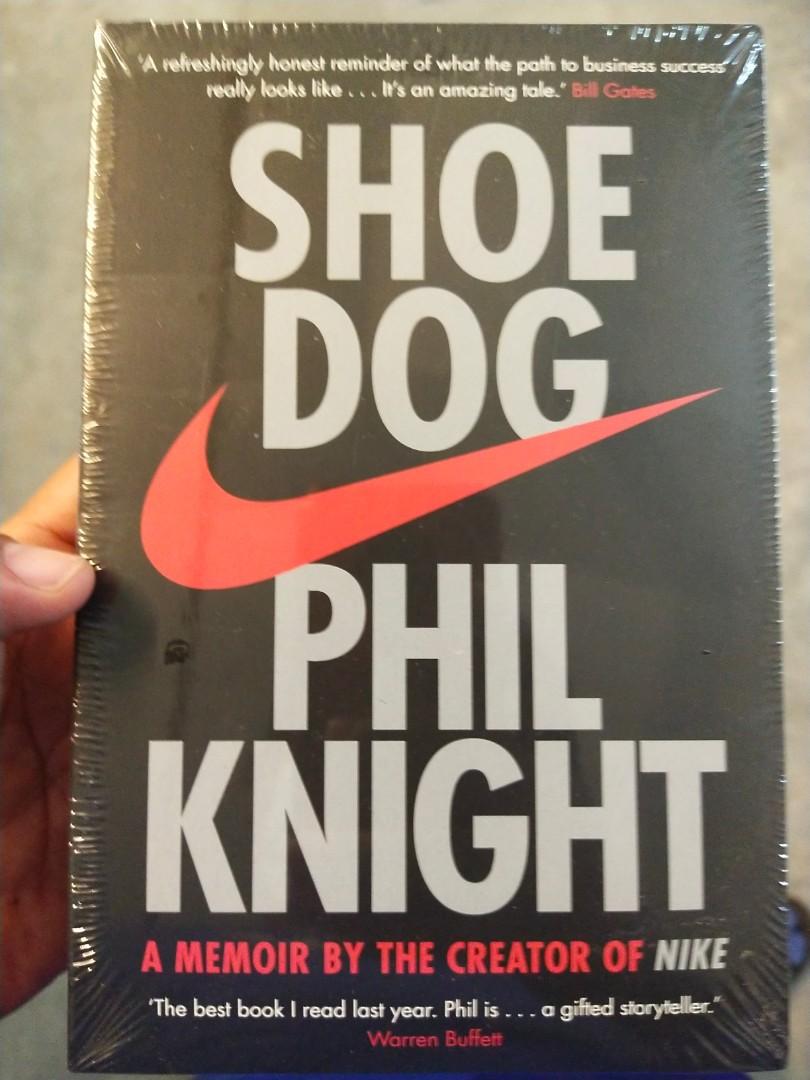 'A refreshingly honest reminder of what the path to business success
really looks like . . . It's an amazing tale.' Bill Gates
SHOE
DOG
PHIL
KNIGHT
A MEMOIR BY THE CREATOR OF NIKE
'The best book I read last year. Phil is . . . a gifted storyteller.'
Warren Buffett